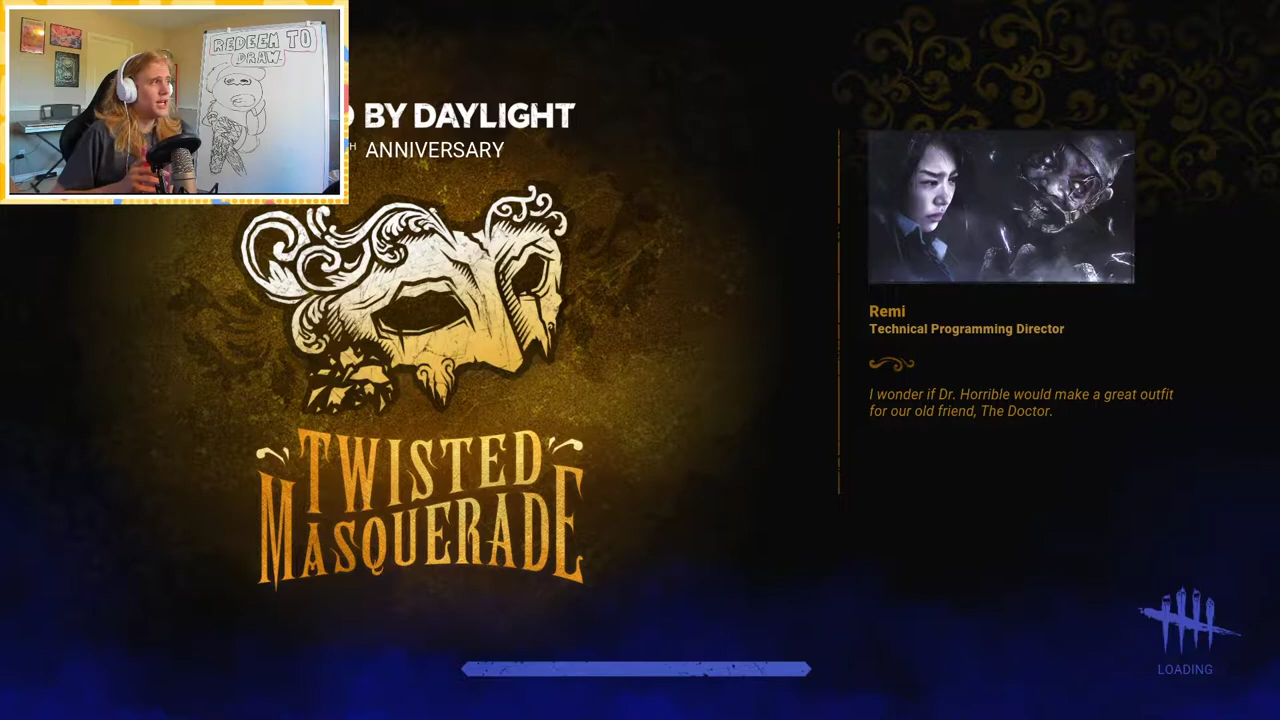 REDEEM TO
DRAW
BY DAYLIGHT
ANNIVERSARY
TWISTED
MASQUERADE
Remi
Technical Programming Director
I wonder if Dr. Horrible would make a great outfit
for our old friend, The Doctor.
LOADING